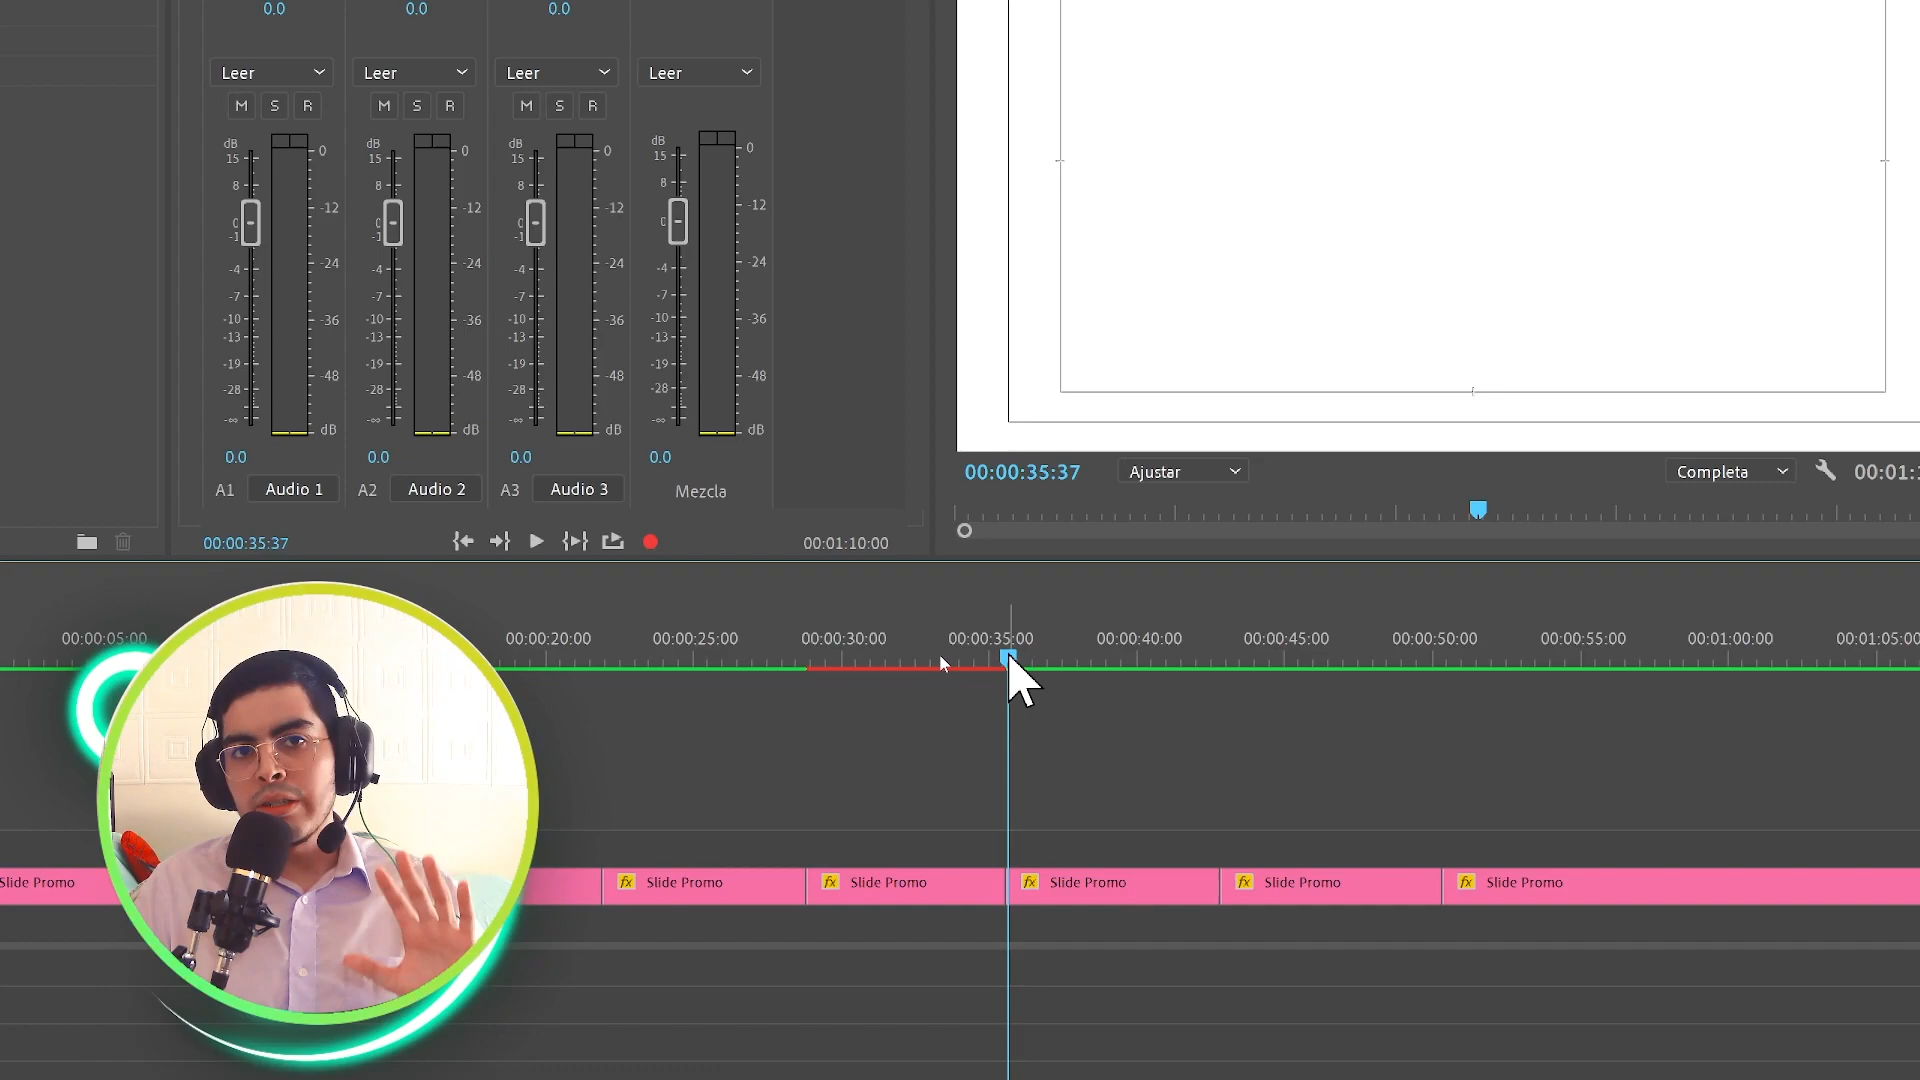 0.0 0.0 0.0
Leer Leer Leer Leer
M S R M S R M S R
dB dB dB dB
15 0 15 0 15 0 15 0
8 8 8 8
-12 -12 -12 -12
0 0 0 0
-1 -1 -1
-4 -24 -4 -24 -4 -24 -4 -24
-7 -7 -7 -7
-10 -36 -10 -36 -10 -36 -10 -36
-13 -13 -13 -13
-19 -48 -19 -48 -19 -48 -19 -48
-28 -28 -28 -28
-∞ dB -∞ dB -∞ dB -∞ dB
0.0 0.0 0.0 0.0
A1 Audio 1 A2 Audio 2 A3 Audio 3 Mezcla
00:00:35:37 00:01:10:00
00:00:35:37 Ajustar Completa 00:01:
00:00:05:00 00:00:20:00 00:00:25:00 00:00:30:00 00:00:35:00 00:00:40:00 00:00:45:00 00:00:50:00 00:00:55:00 00:01:00:00 00:01:05:00
Slide Promo fx Slide Promo fx Slide Promo fx Slide Promo fx Slide Promo fx Slide Promo